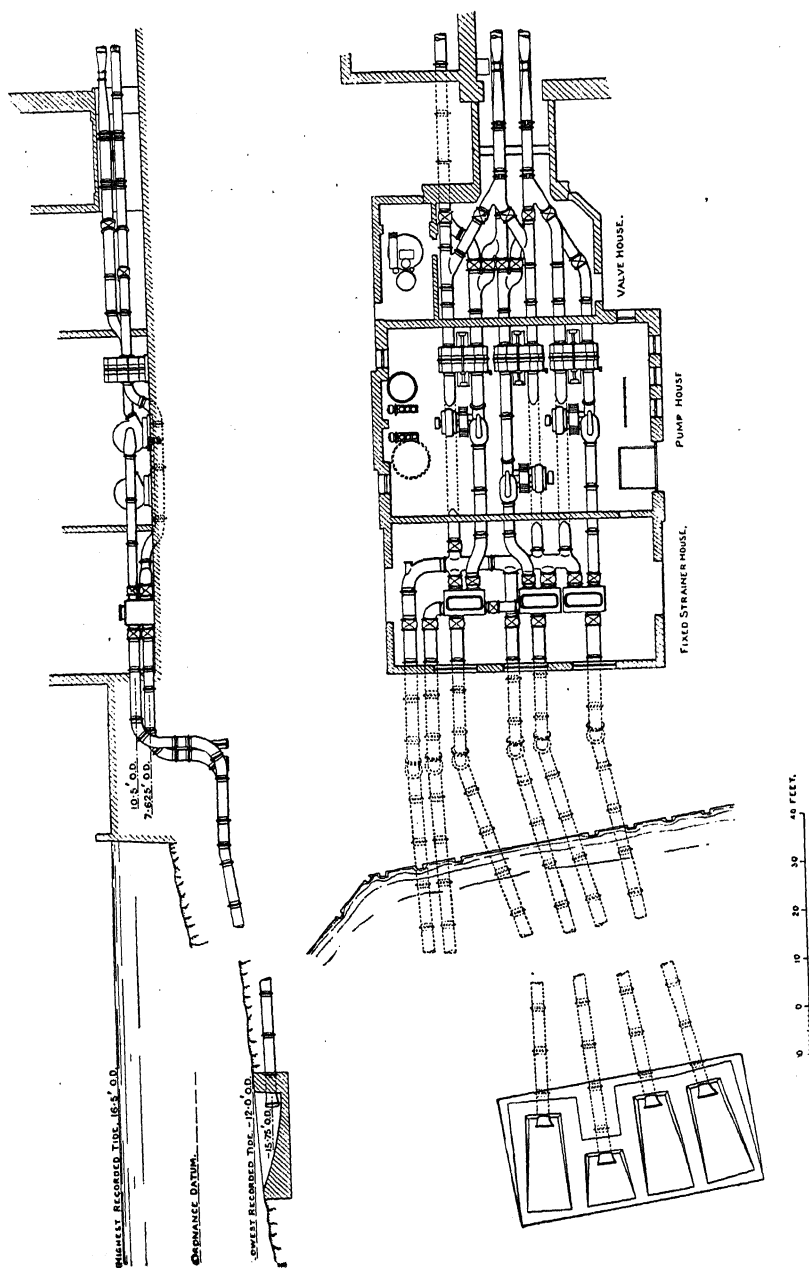 HIGHEST RECORDED TIDE, 16·5' O.D.
ORDNANCE DATUM.
LOWEST RECORDED TIDE -12·0' O.D.
-15·75' O.D.
10·5' O.D.
7·625' O.D.
VALVE HOUSE.
PUMP HOUSE
FIXED STRAINER HOUSE.
10 0 10 20 30 40 FEET.